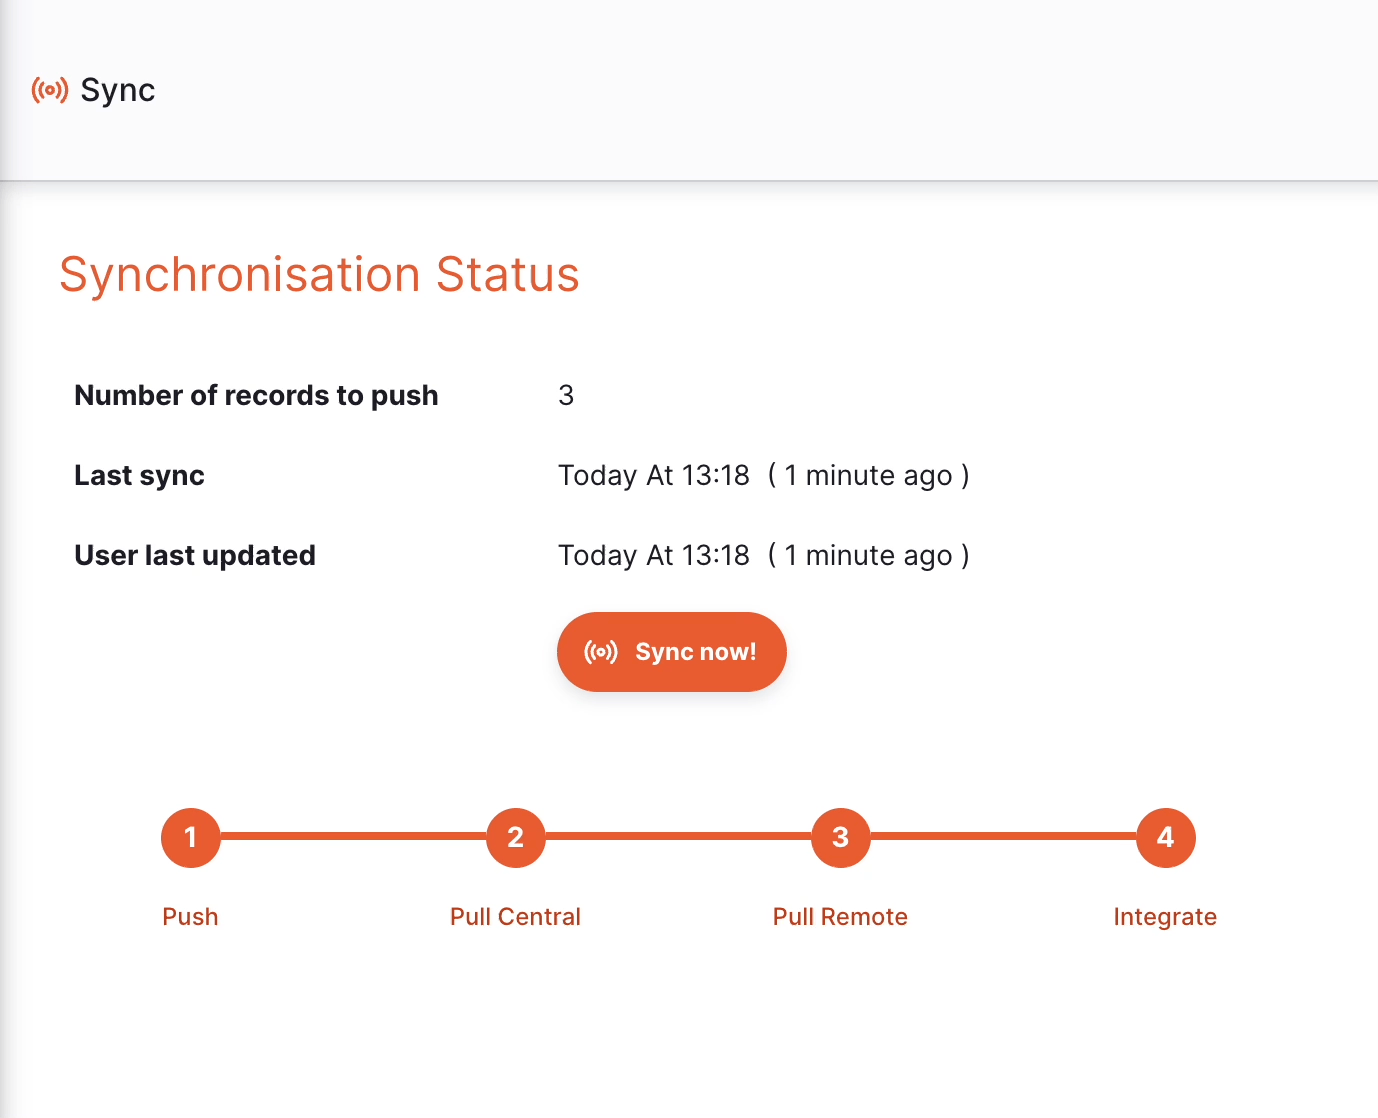 Sync
Synchronisation Status
Number of records to push 3
Last sync Today At 13:18 ( 1 minute ago )
User last updated Today At 13:18 ( 1 minute ago )
Sync now!
1 2 3 4
Push Pull Central Pull Remote Integrate